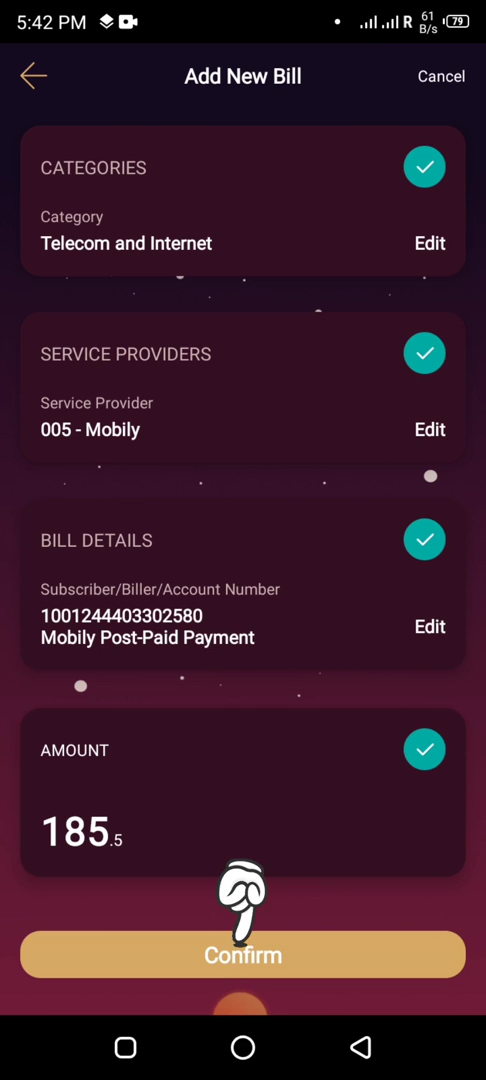 5:42 PM R 61 B/s 79
Add New Bill Cancel
CATEGORIES
Category
Telecom and Internet Edit
SERVICE PROVIDERS
Service Provider
005 - Mobily Edit
BILL DETAILS
Subscriber/Biller/Account Number
1001244403302580
Mobily Post-Paid Payment Edit
AMOUNT
185.5
Confirm